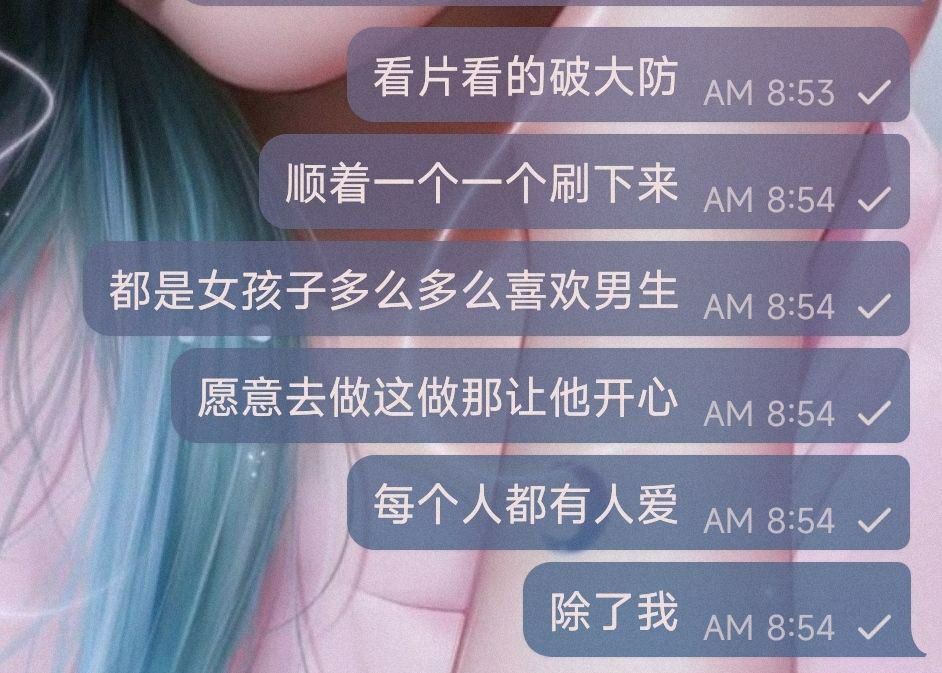 看片看的破大防 AM 8:53
顺着一个一个刷下来 AM 8:54
都是女孩子多么多么喜欢男生 AM 8:54
愿意去做这做那让他开心 AM 8:54
每个人都有人爱 AM 8:54
除了我 AM 8:54